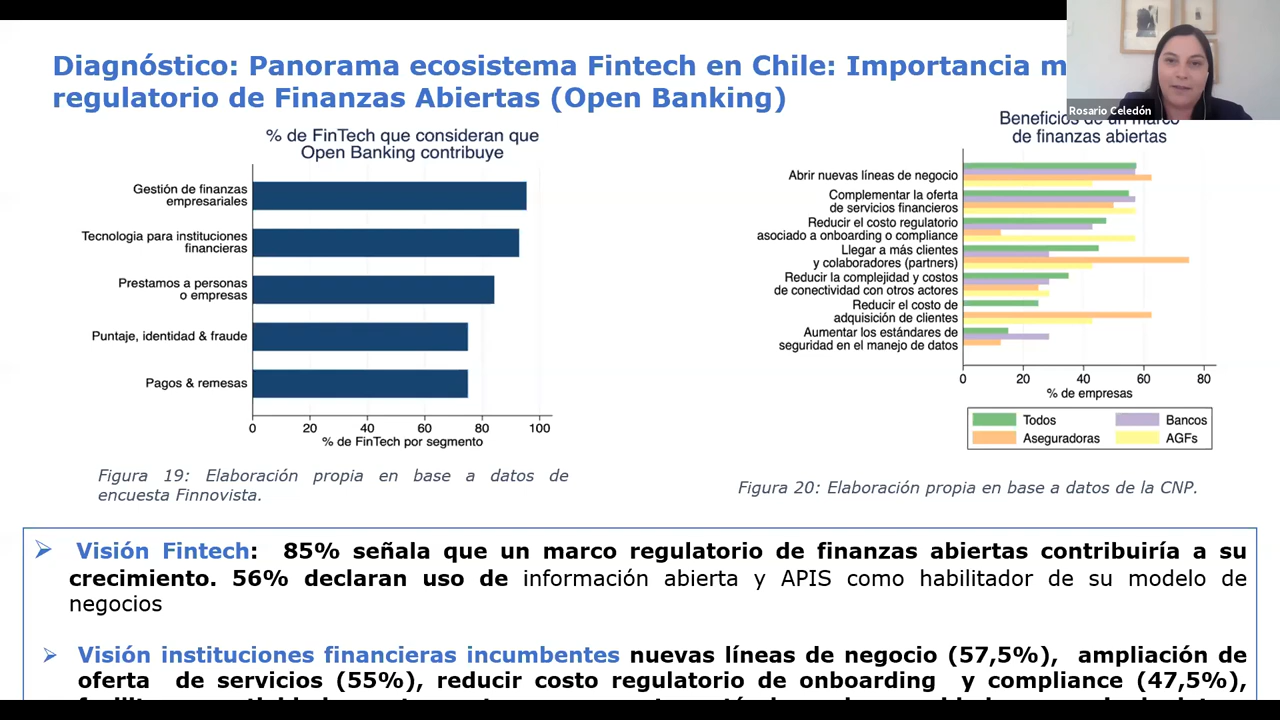 Diagnóstico: Panorama ecosistema Fintech en Chile: Importancia m
regulatorio de Finanzas Abiertas (Open Banking)
Rosario Celedón
% de FinTech que consideran que
Open Banking contribuye
Gestión de finanzas
empresariales
Tecnologia para instituciones
financieras
Prestamos a personas
o empresas
Puntaje, identidad & fraude
Pagos & remesas
0 20 40 60 80 100
% de FinTech por segmento
Figura 19: Elaboración propia en base a datos de
encuesta Finnovista.
Beneficios de un marco
de finanzas abiertas
Abrir nuevas líneas de negocio
Complementar la oferta
de servicios financieros
Reducir el costo regulatorio
asociado a onboarding o compliance
Llegar a más clientes
y colaboradores (partners)
Reducir la complejidad y costos
de conectividad con otros actores
Reducir el costo de
adquisición de clientes
Aumentar los estándares de
seguridad en el manejo de datos
0 20 40 60 80
% de empresas
Todos Bancos
Aseguradoras AGFs
Figura 20: Elaboración propia en base a datos de la CNP.
Visión Fintech: 85% señala que un marco regulatorio de finanzas abiertas contribuiría a su
crecimiento. 56% declaran uso de información abierta y APIS como habilitador de su modelo de
negocios
Visión instituciones financieras incumbentes nuevas líneas de negocio (57,5%), ampliación de
oferta de servicios (55%), reducir costo regulatorio de onboarding y compliance (47,5%),